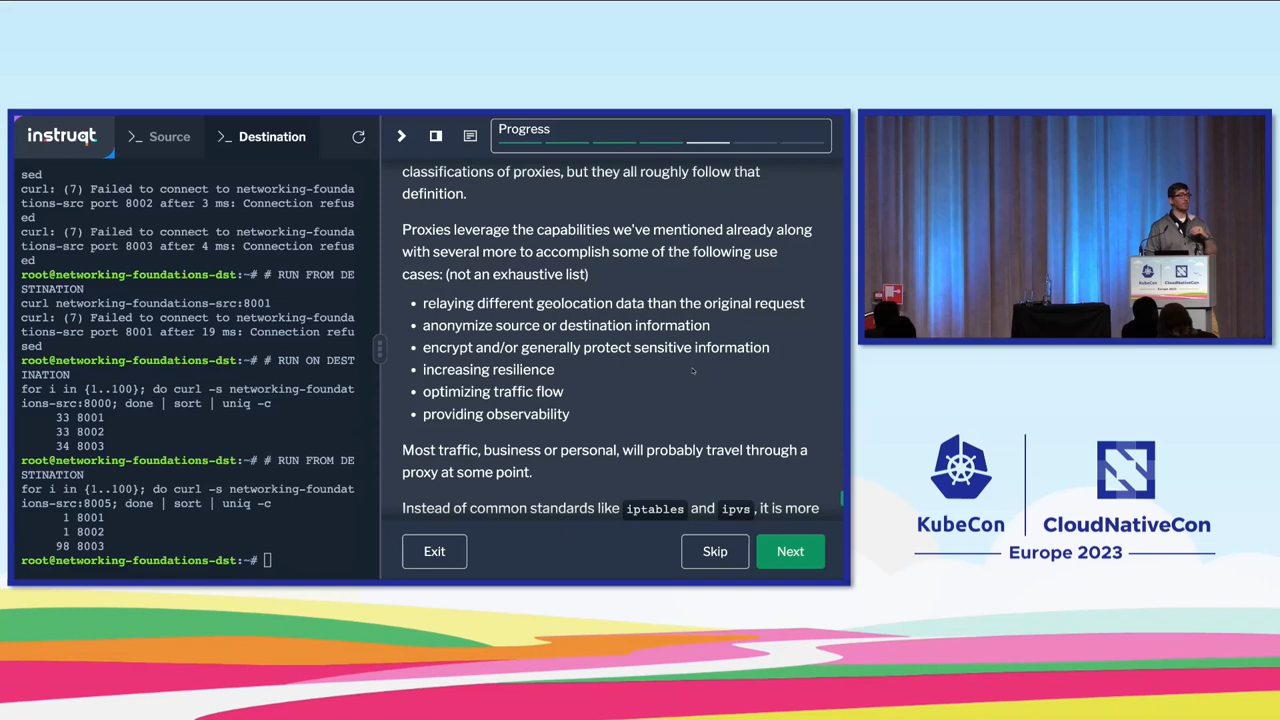 instruqt
>_ Source
>_ Destination
Progress
sed
curl: (7) Failed to connect to networking-founda
tions-src port 8002 after 3 ms: Connection refus
ed
curl: (7) Failed to connect to networking-founda
tions-src port 8003 after 4 ms: Connection refus
ed
root@networking-foundations-dst:~# # RUN FROM DE
STINATION
curl networking-foundations-src:8001
curl: (7) Failed to connect to networking-founda
tions-src port 8001 after 19 ms: Connection refu
sed
root@networking-foundations-dst:~# # RUN ON DEST
INATION
for i in {1..100}; do curl -s networking-foundat
ions-src:8000; done | sort | uniq -c
33 8001
33 8002
34 8003
root@networking-foundations-dst:~# # RUN FROM DE
STINATION
for i in {1..100}; do curl -s networking-foundat
ions-src:8005; done | sort | uniq -c
1 8001
1 8002
98 8003
root@networking-foundations-dst:~#
classifications of proxies, but they all roughly follow that
definition.
Proxies leverage the capabilities we've mentioned already along
with several more to accomplish some of the following use
cases: (not an exhaustive list)
• relaying different geolocation data than the original request
• anonymize source or destination information
• encrypt and/or generally protect sensitive information
• increasing resilience
• optimizing traffic flow
• providing observability
Most traffic, business or personal, will probably travel through a
proxy at some point.
Instead of common standards like iptables and ipvs, it is more
Exit
Skip
Next
KubeCon
CloudNativeCon
Europe 2023
KubeCon
CloudNativeCon
Europe 2023